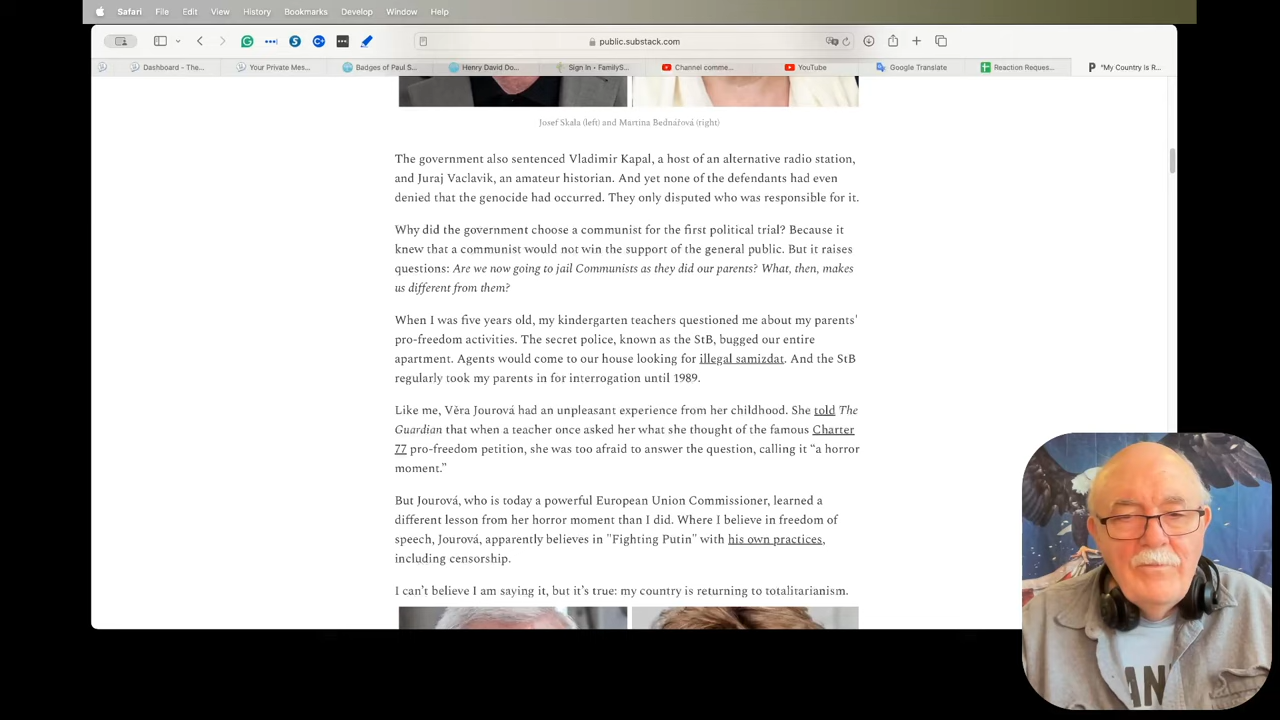 Safari File Edit View History Bookmarks Develop Window Help
public.substack.com
Dashboard - The... Your Private Mes... Badges of Paul S... Henry David Do... Sign In • FamilyS... Channel comme... YouTube Google Translate Reaction Reques... "My Country Is R...
Josef Skála (left) and Martina Bednářová (right)
The government also sentenced Vladimir Kapal, a host of an alternative radio station,
and Juraj Vaclavik, an amateur historian. And yet none of the defendants had even
denied that the genocide had occurred. They only disputed who was responsible for it.
Why did the government choose a communist for the first political trial? Because it
knew that a communist would not win the support of the general public. But it raises
questions: Are we now going to jail Communists as they did our parents? What, then, makes
us different from them?
When I was five years old, my kindergarten teachers questioned me about my parents'
pro-freedom activities. The secret police, known as the StB, bugged our entire
apartment. Agents would come to our house looking for illegal samizdat. And the StB
regularly took my parents in for interrogation until 1989.
Like me, Vĕra Jourová had an unpleasant experience from her childhood. She told The
Guardian that when a teacher once asked her what she thought of the famous Charter
77 pro-freedom petition, she was too afraid to answer the question, calling it “a horror
moment.”
But Jourová, who is today a powerful European Union Commissioner, learned a
different lesson from her horror moment than I did. Where I believe in freedom of
speech, Jourová, apparently believes in "Fighting Putin" with his own practices,
including censorship.
I can’t believe I am saying it, but it’s true: my country is returning to totalitarianism.